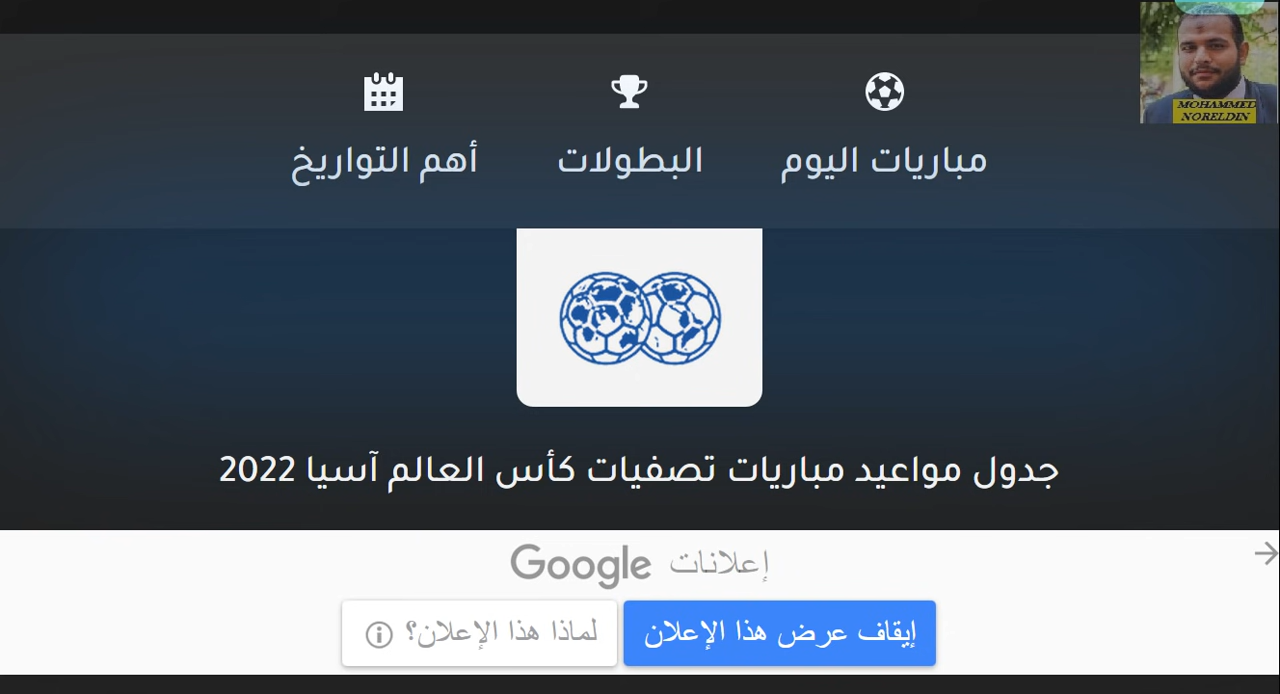 MOHAMMED
NORELDIN
مباريات اليوم
البطولات
أهم التواريخ
جدول مواعيد مباريات تصفيات كأس العالم آسيا 2022
إعلانات Google
إيقاف عرض هذا الإعلان
لماذا هذا الإعلان؟